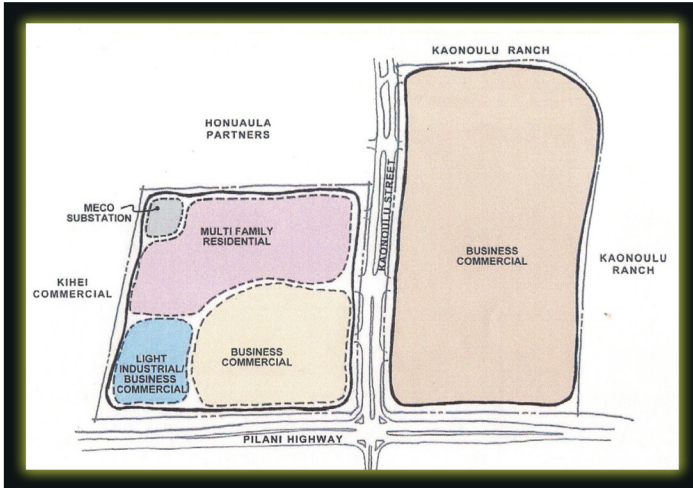 KAONOULU RANCH
HONUAULA
PARTNERS
MECO
SUBSTATION
MULTI FAMILY
RESIDENTIAL
KAONOULU STREET
BUSINESS
COMMERCIAL
KAONOULU
RANCH
KIHEI
COMMERCIAL
LIGHT
INDUSTRIAL/
BUSINESS
COMMERCIAL
BUSINESS
COMMERCIAL
PILANI HIGHWAY